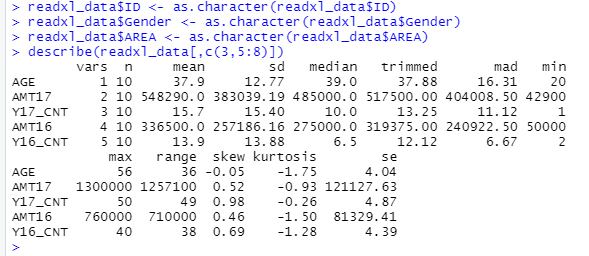 > readxl_data$ID <- as.character(readxl_data$ID)
> readxl_data$Gender <- as.character(readxl_data$Gender)
> readxl_data$AREA <- as.character(readxl_data$AREA)
> describe(readxl_data[,c(3,5:8)])
        vars  n     mean        sd   median   trimmed       mad   min
AGE        1 10     37.9     12.77     39.0     37.88     16.31    20
AMT17      2 10 548290.0 383039.19 485000.0 517500.00 404008.50 42900
Y17_CNT    3 10     15.7     15.40     10.0     13.25     11.12     1
AMT16      4 10 336500.0 257186.16 275000.0 319375.00 240922.50 50000
Y16_CNT    5 10     13.9     13.88      6.5     12.12      6.67     2
            max   range  skew kurtosis        se
AGE          56      36 -0.05    -1.75      4.04
AMT17   1300000 1257100  0.52    -0.93 121127.63
Y17_CNT      50      49  0.98    -0.26      4.87
AMT16    760000  710000  0.46    -1.50  81329.41
Y16_CNT      40      38  0.69    -1.28      4.39
>